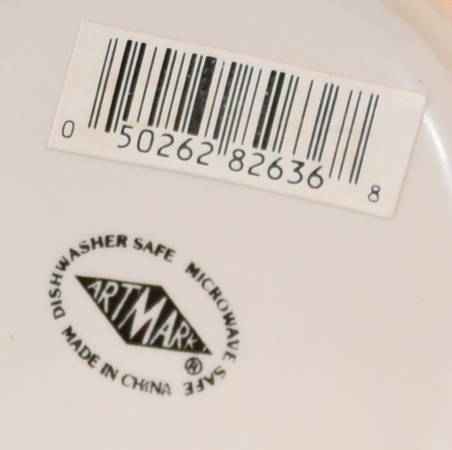 0 50262 82636 8
DISHWASHER SAFE MICROWAVE SAFE
ARTMARK
®
MADE IN CHINA